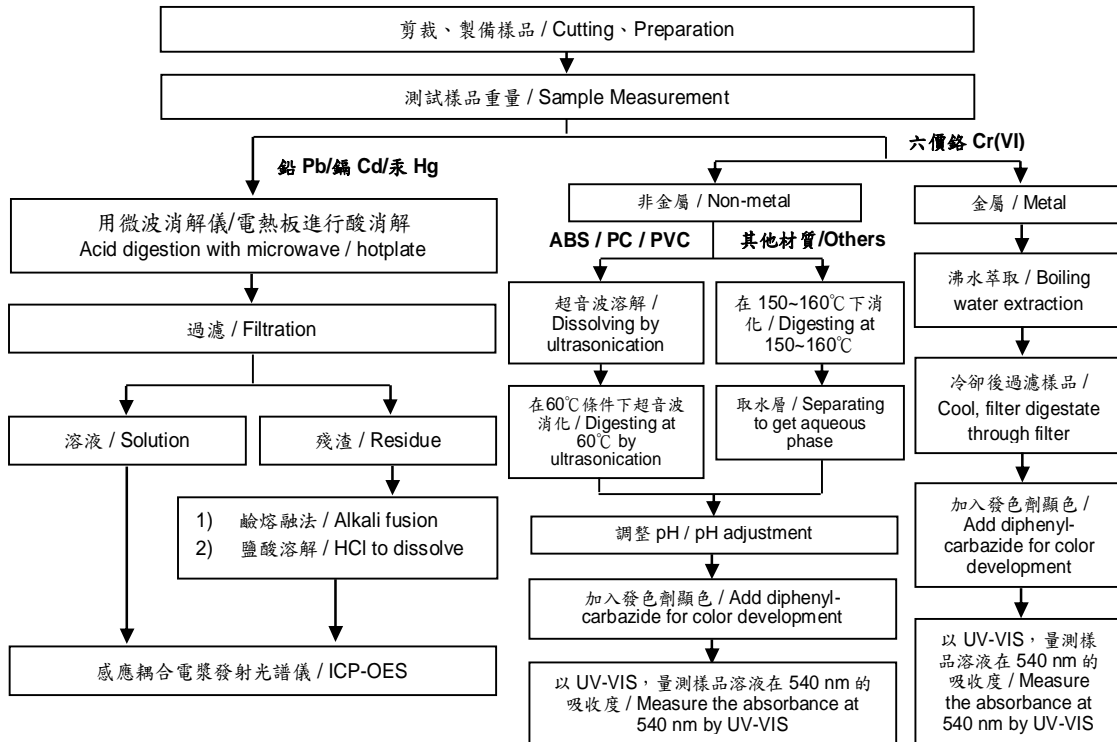 剪裁、製備樣品 / Cutting、Preparation
測試樣品重量 / Sample Measurement
六價鉻 Cr(VI)
鉛 Pb/鎘 Cd/汞 Hg
非金屬 / Non-metal
金屬 / Metal
用微波消解儀/電熱板進行酸消解
Acid digestion with microwave / hotplate
ABS / PC / PVC
其他材質/Others
過濾 / Filtration
超音波溶解 /
Dissolving by
ultrasonication
在 150~160℃下消
化 / Digesting at
150~160℃
沸水萃取 / Boiling
water extraction
溶液 / Solution
殘渣 / Residue
在60℃條件下超音波
消化 / Digesting at
60℃ by
ultrasonication
取水層 / Separating
to get aqueous
phase
冷卻後過濾樣品 /
Cool, filter digestate
through filter
1) 鹼熔融法 / Alkali fusion
2) 鹽酸溶解 / HCl to dissolve
調整 pH / pH adjustment
加入發色劑顯色 /
Add diphenyl-
carbazide for color
development
加入發色劑顯色 / Add diphenyl-
carbazide for color development
感應耦合電漿發射光譜儀 / ICP-OES
以 UV-VIS，量測樣品溶液在 540 nm 的
吸收度 / Measure the absorbance at
540 nm by UV-VIS
以 UV-VIS，量測樣
品溶液在 540 nm 的
吸收度 / Measure
the absorbance at
540 nm by UV-VIS